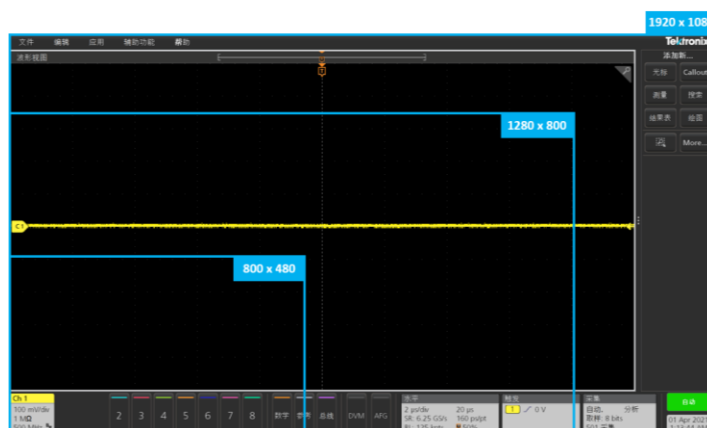 1920 x 108
文件 编辑 应用 辅助功能 帮助
Tektronix
波形视图
添加新...
光标 Callout
测量 搜索
结果表 绘图
More...
1280 x 800
C1
800 x 480
Ch 1
100 mV/div
1 MΩ
500 MHz
2 3 4 5 6 7 8
数学 参考 总线
DVM AFG
水平
2 µs/div 20 µs
SR: 6.25 GS/s 160 ps/pt
触发
1 0 V
采集
自动, 分析
取样: 8 bits
自动
01 Apr 202